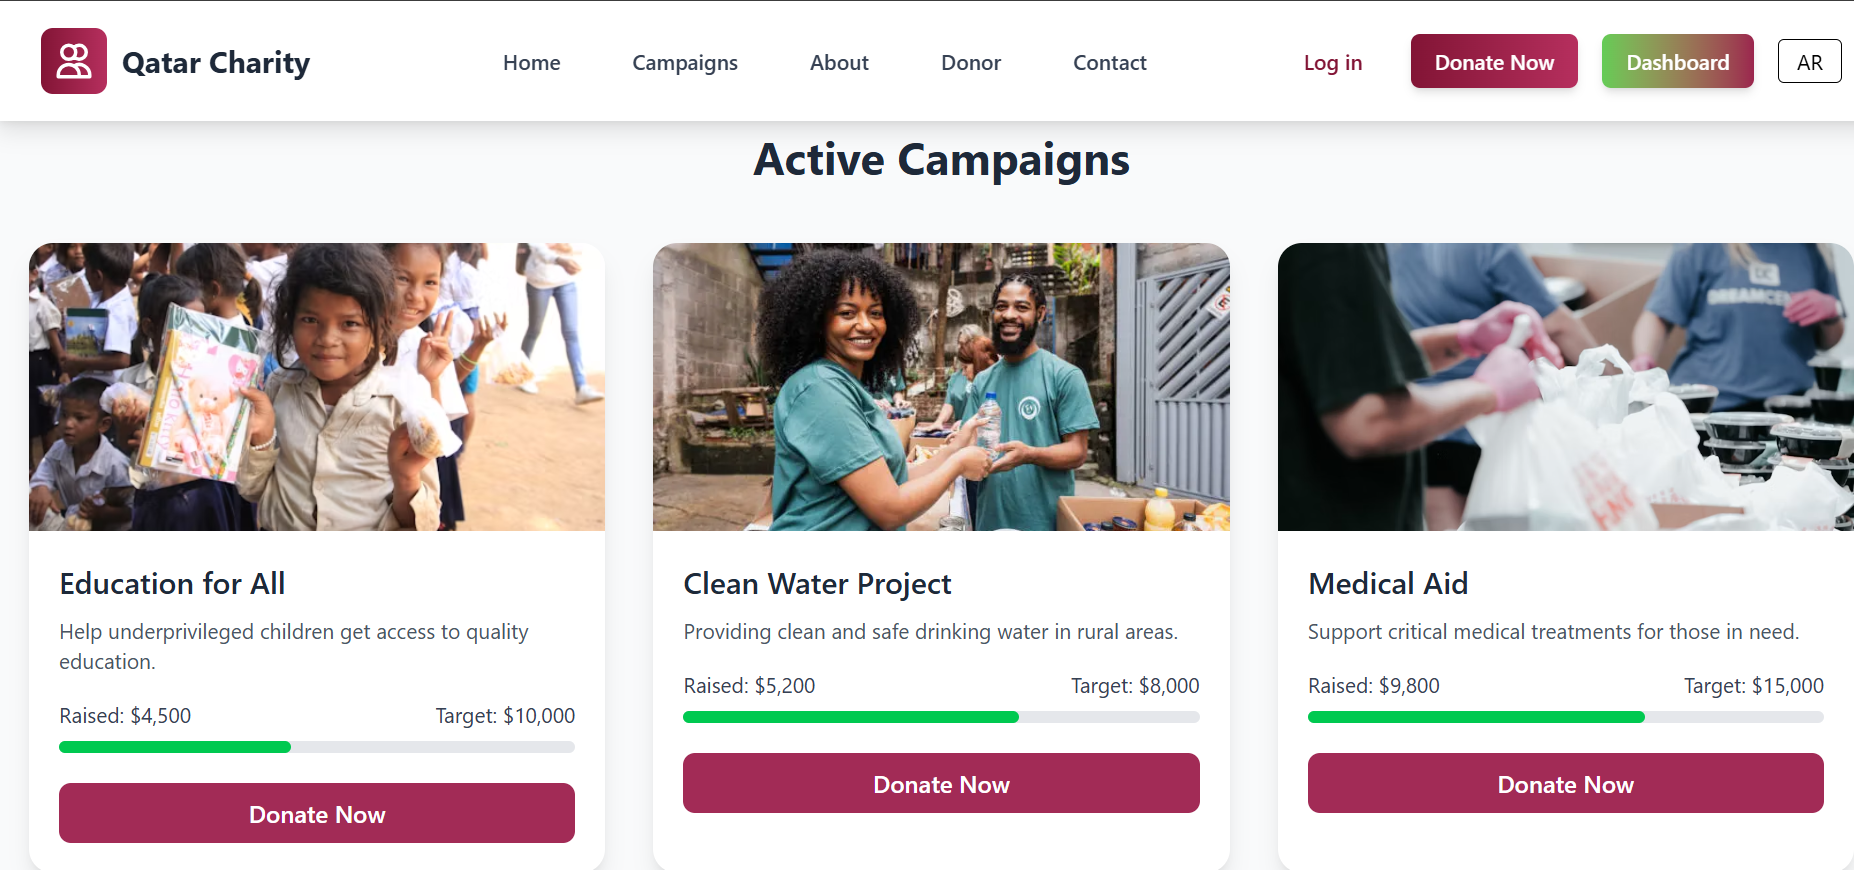 Qatar Charity
Home
Campaigns
About
Donor
Contact
Log in
Donate Now
Dashboard
AR
Active Campaigns
Education for All
Help underprivileged children get access to quality
education.
Raised: $4,500
Target: $10,000
Donate Now
Clean Water Project
Providing clean and safe drinking water in rural areas.
Raised: $5,200
Target: $8,000
Donate Now
Medical Aid
Support critical medical treatments for those in need.
Raised: $9,800
Target: $15,000
Donate Now